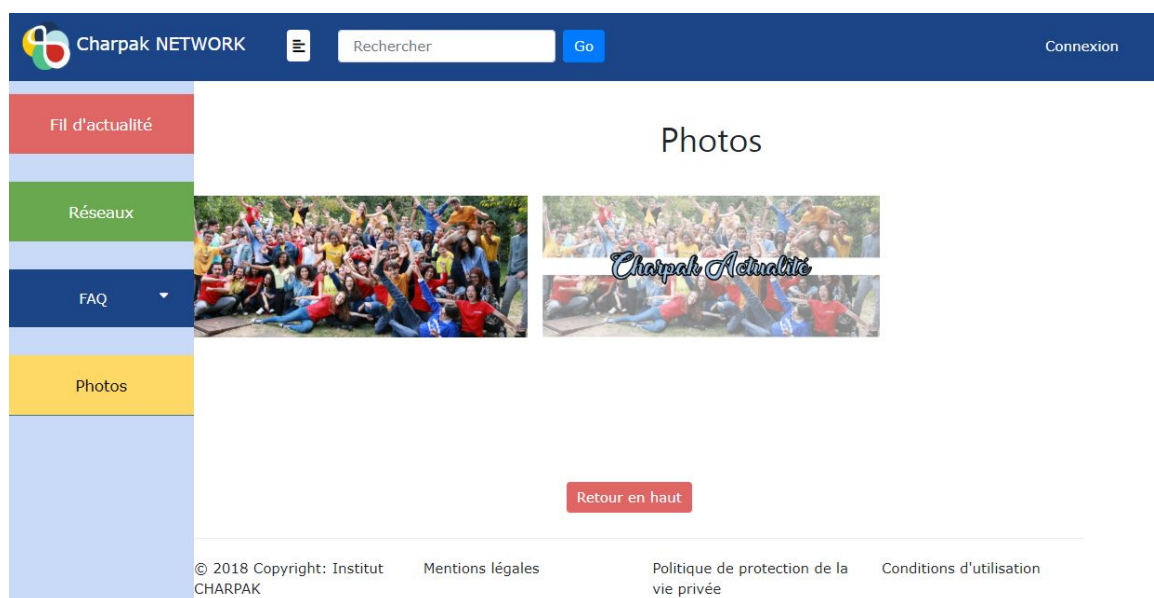 Charpak NETWORK
Rechercher
Go
Connexion
Fil d'actualité
Réseaux
FAQ
Photos
Photos
Charpak Actualité
Retour en haut
© 2018 Copyright: Institut
CHARPAK
Mentions légales
Politique de protection de la
vie privée
Conditions d'utilisation